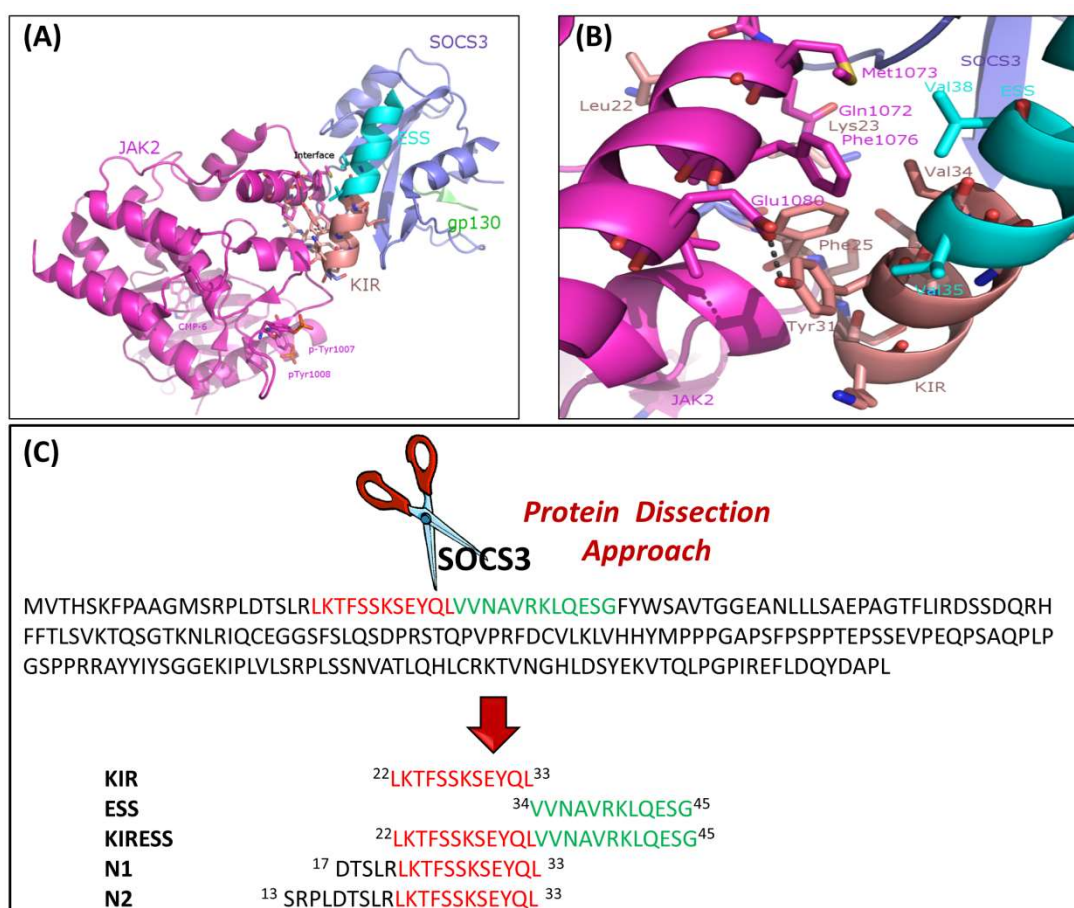 (A)
SOCS3
ESS
JAK2
Interface
gp130
KIR
CMP-6
p-Tyr1007
pTyr1008
(B)
SOCS3
Met1073
Val38
ESS
Leu22
Gln1072
Lys23
Phe1076
Val34
Glu1080
Phe25
Val35
Tyr31
KIR
JAK2
(C)
Protein Dissection
Approach
SOCS3
MVTHSKFPAAGMSRPLDTSLRLKTFSSKSEYQLVVNAVRKLQESGFYWSAVTGGEANLLLSAEPAGTFLIRDSSDQRH
FFTLSVKTQSGTKNLRIQCEGGSFSLQSDPRSTQPVPRFDCVLKLVHHYMPPPGAPSFPSPPTEPSSEVPEQPSAQPLP
GSPPRRAYYIYSGGEKIPLVLSRPLSSNVATLQHLCRKTVNGHLDSYEKVTQLPGPIREFLDQYDAPL
KIR 22LKTFSSKSEYQL33
ESS 34VVNAVRKLQESG45
KIRESS 22LKTFSSKSEYQLVVNAVRKLQESG45
N1 17 DTSLRLKTFSSKSEYQL 33
N2 13 SRPLDTSLRLKTFSSKSEYQL 33